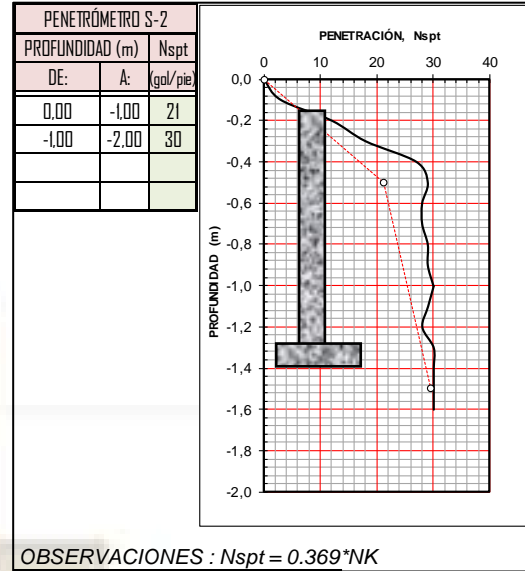 PENETRÓMETRO S-2
PROFUNDIDAD (m) Nspt
DE: A: (gol/pie)
0,00 -1,00 21
-1,00 -2,00 30
PENETRACIÓN, Nspt
0 10 20 30 40
0,0
-0,2
-0,4
-0,6
-0,8
-1,0
-1,2
-1,4
-1,6
-1,8
-2,0
PROFUNDIDAD (m)
OBSERVACIONES : Nspt = 0.369*NK